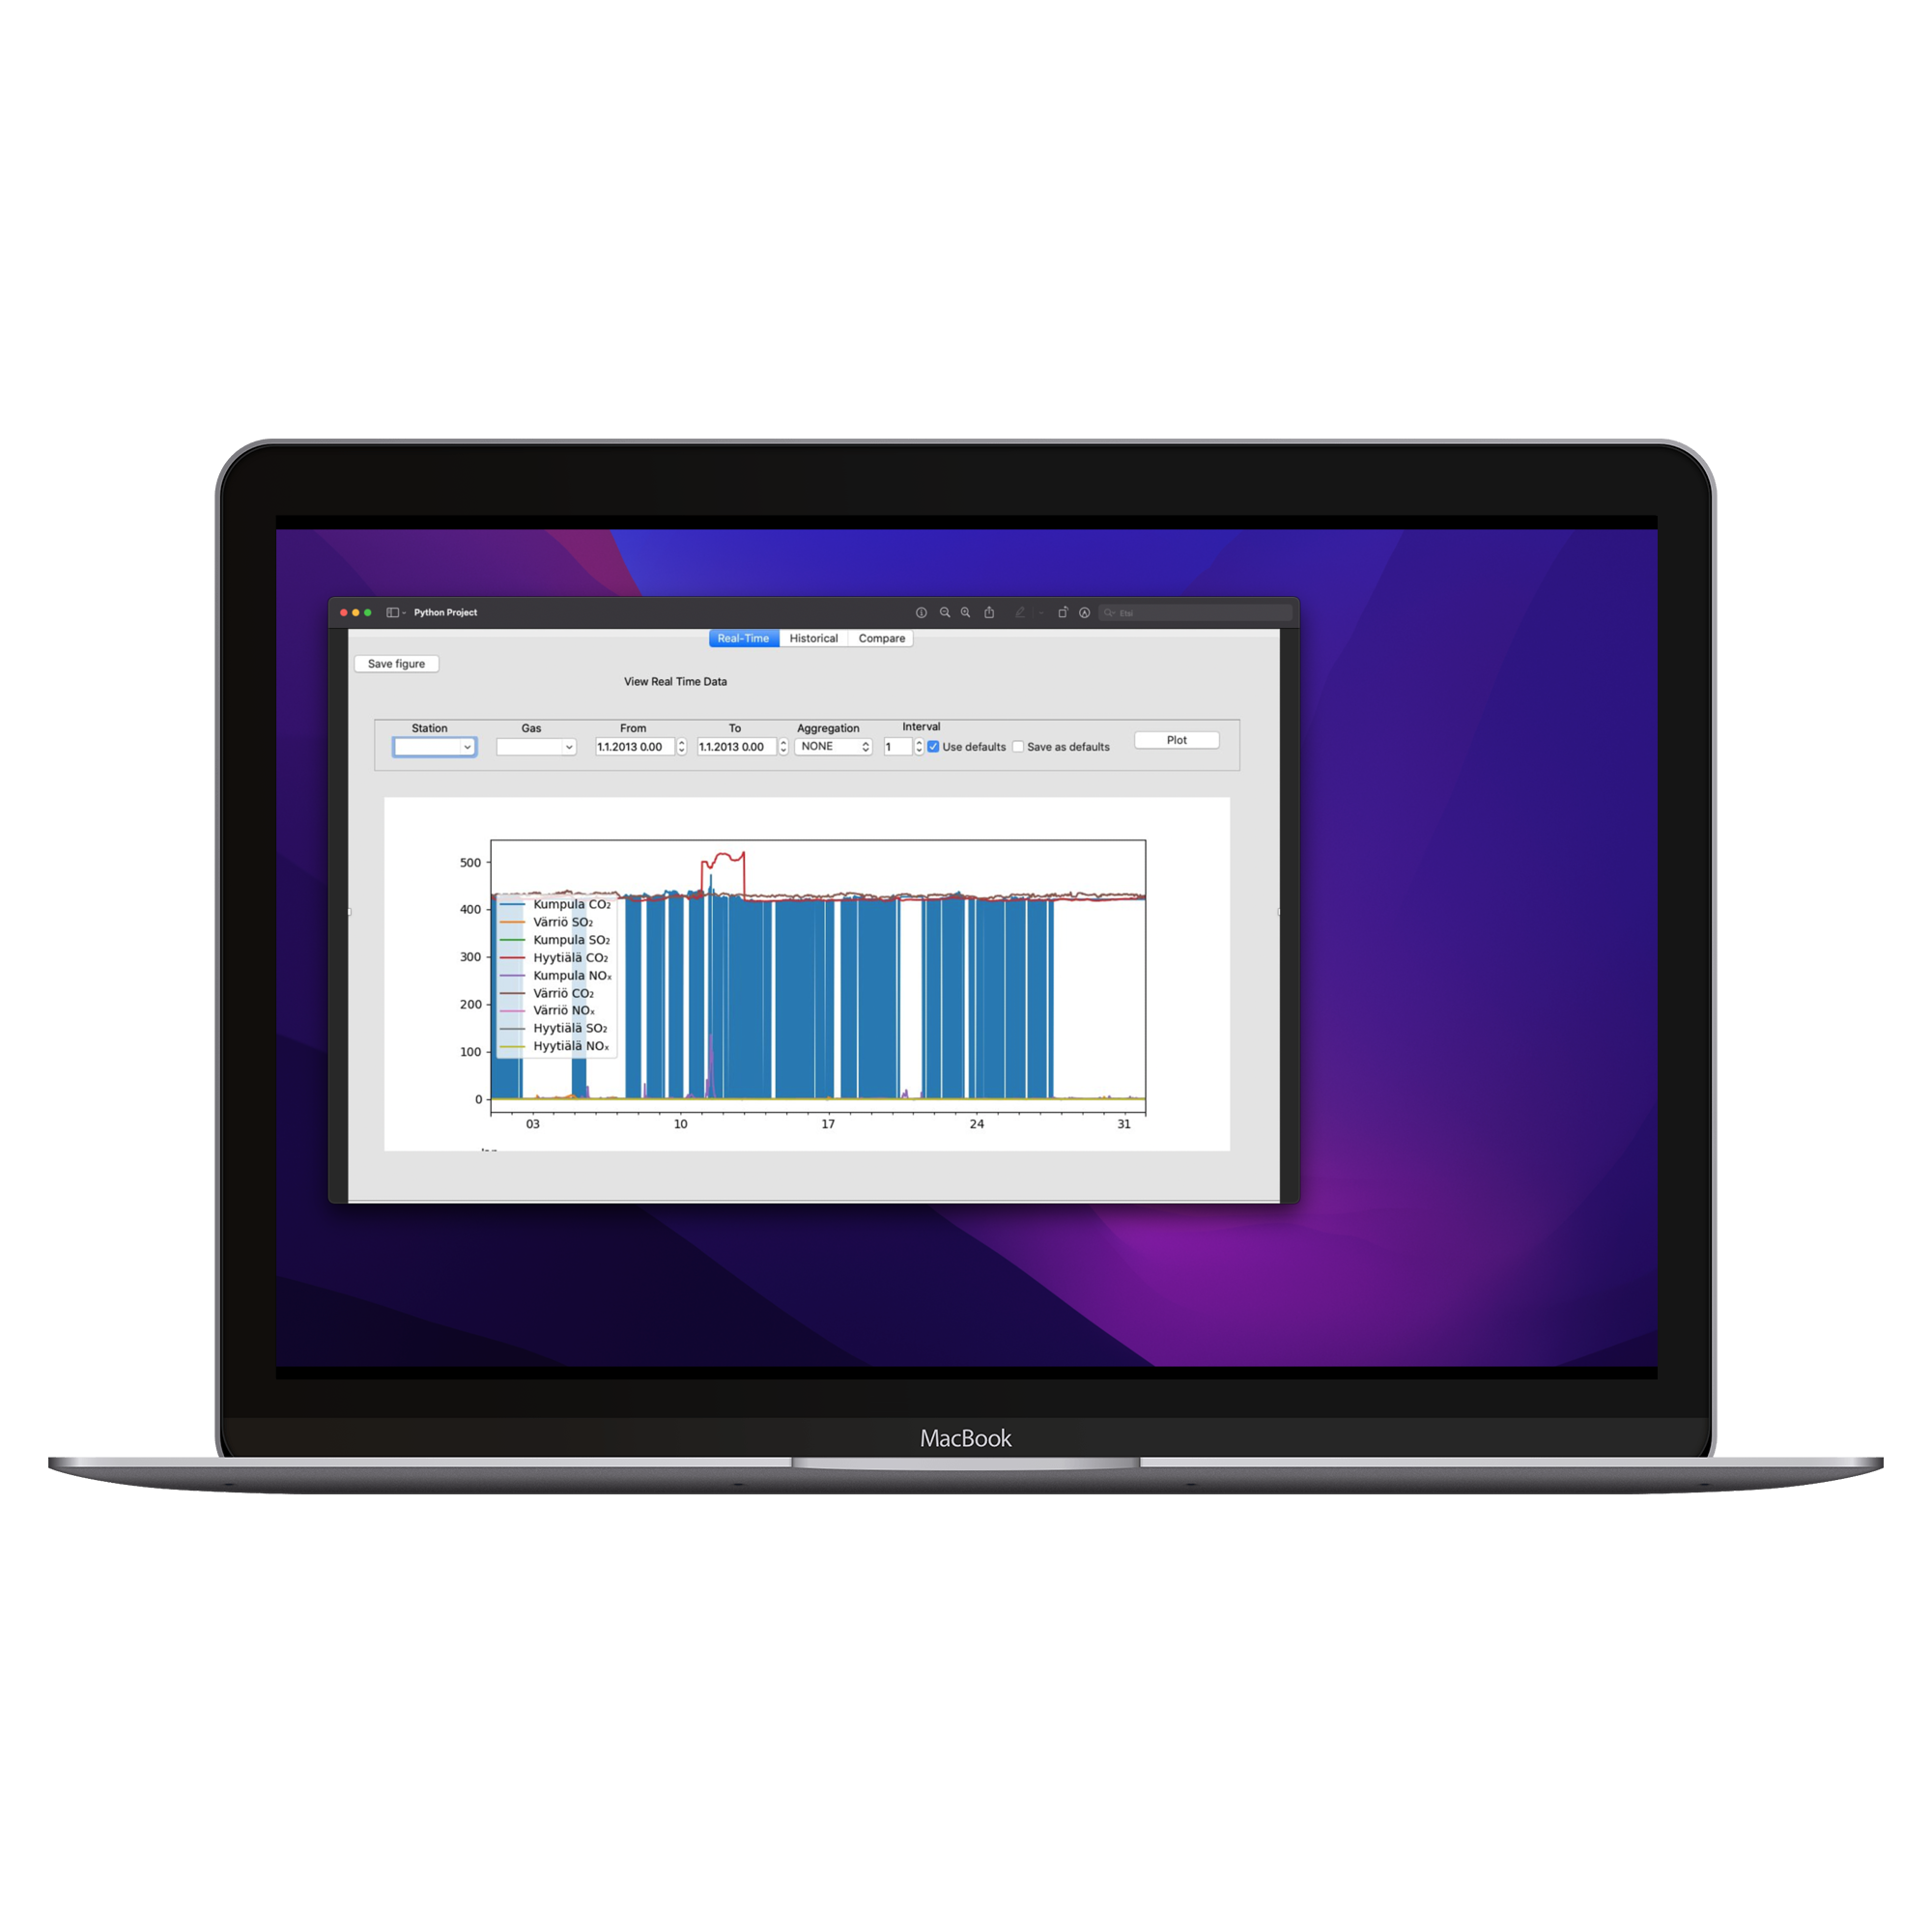 Python Project
Etsi
Real-Time Historical Compare
Save figure
View Real Time Data
Station Gas From To Aggregation Interval
1.1.2013 0.00 1.1.2013 0.00 NONE 1 Use defaults Save as defaults Plot
500
400
300
200
100
0
Kumpula CO₂
Värriö SO₂
Kumpula SO₂
Hyytiälä CO₂
Kumpula NOₓ
Värriö CO₂
Värriö NOₓ
Hyytiälä SO₂
Hyytiälä NOₓ
03 10 17 24 31
MacBook